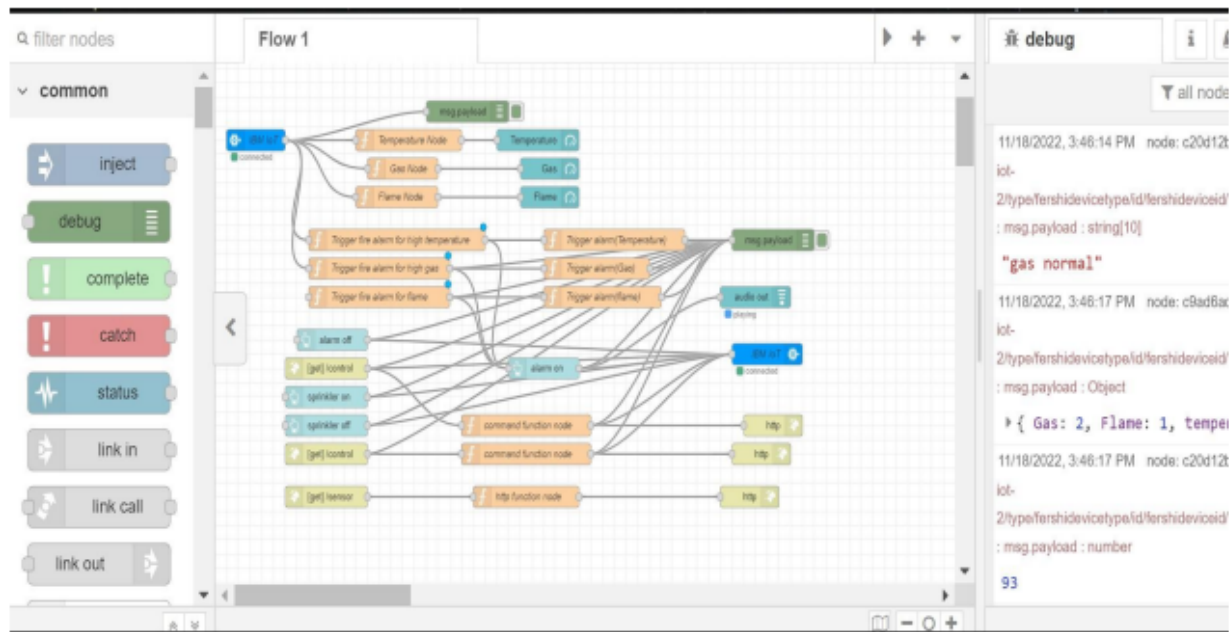 filter nodes
common
inject
debug
complete
catch
status
link in
link call
link out
Flow 1
msg.payload
IBM IoT
connected
Temperature Node
Temperature
Gas Node
Gas
Flame Node
Flame
Trigger fire alarm for high temperature
Trigger alarm(Temperature)
msg.payload
Trigger fire alarm for high gas
Trigger alarm(Gas)
Trigger fire alarm for flame
Trigger alarm(flame)
audio out
playing
alarm off
IBM IoT
connected
[get] /control
alarm on
sprinkler on
sprinkler off
command function node
http
[get] /control
command function node
http
[get] /sensor
http function node
http
debug
i
all node
11/18/2022, 3:46:14 PM node: c20d12b
iot-
2/type/fershidevicetype/id/fershideviceid/
: msg.payload : string[10]
"gas normal"
11/18/2022, 3:46:17 PM node: c9ad6ac
iot-
2/type/fershidevicetype/id/fershideviceid/
: msg.payload : Object
{ Gas: 2, Flame: 1, temper
11/18/2022, 3:46:17 PM node: c20d12b
iot-
2/type/fershidevicetype/id/fershideviceid/
: msg.payload : number
93